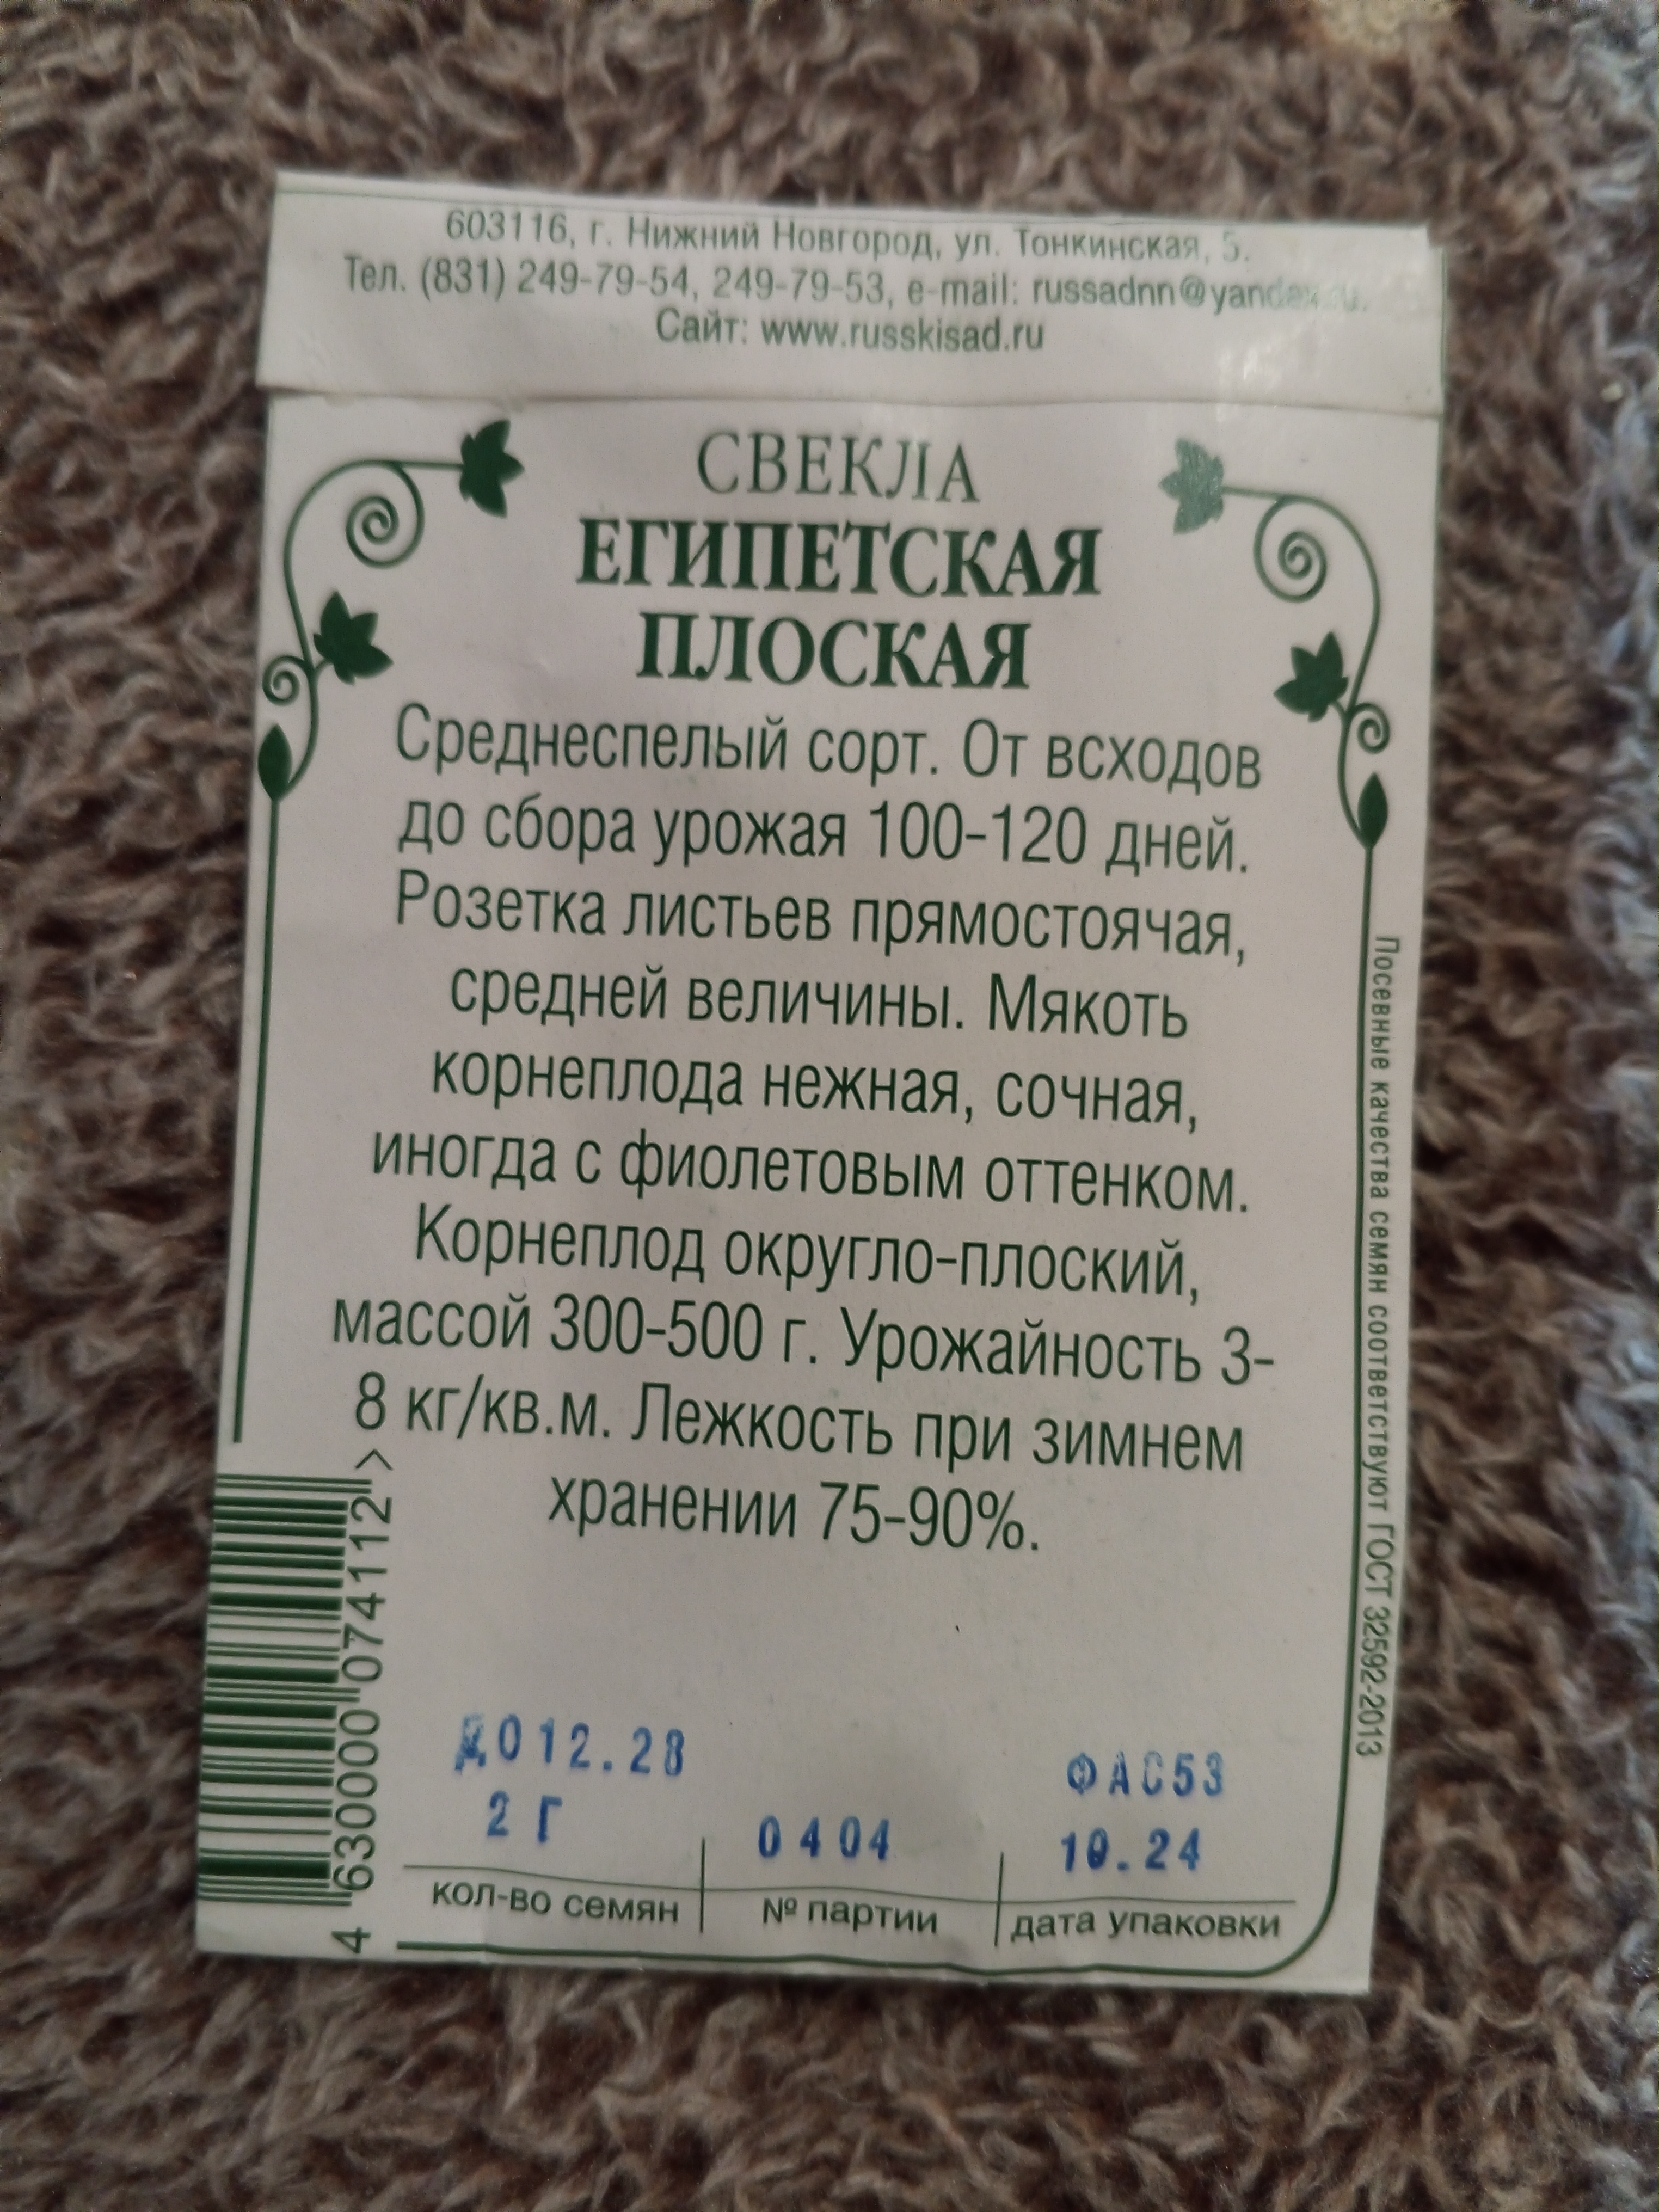 603116, г. Нижний Новгород, ул. Тонкинская, 5.
Тел. (831) 249-79-54, 249-79-53, e-mail: russadnn@yandex.ru.
Сайт: www.russkisad.ru
СВЕКЛА
ЕГИПЕТСКАЯ
ПЛОСКАЯ
Среднеспелый сорт. От всходов
до сбора урожая 100-120 дней.
Розетка листьев прямостоячая,
средней величины. Мякоть
корнеплода нежная, сочная,
иногда с фиолетовым оттенком.
Корнеплод округло-плоский,
массой 300-500 г. Урожайность 3-
8 кг/кв.м. Лежкость при зимнем
хранении 75-90%.
Посевные качества семян соответствуют ГОСТ 32592-2013
4 630000 074112 >
ДО12.28
ФАС53
2 Г
0404
10.24
кол-во семян
№ партии
дата упаковки